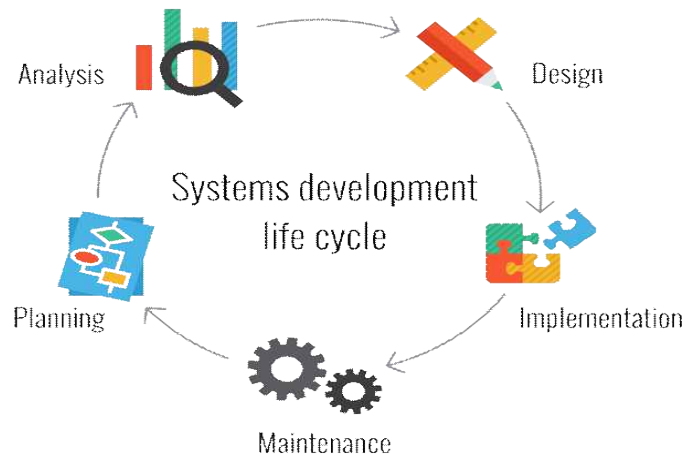 Analysis
Design
Systems development
life cycle
Planning
Implementation
Maintenance